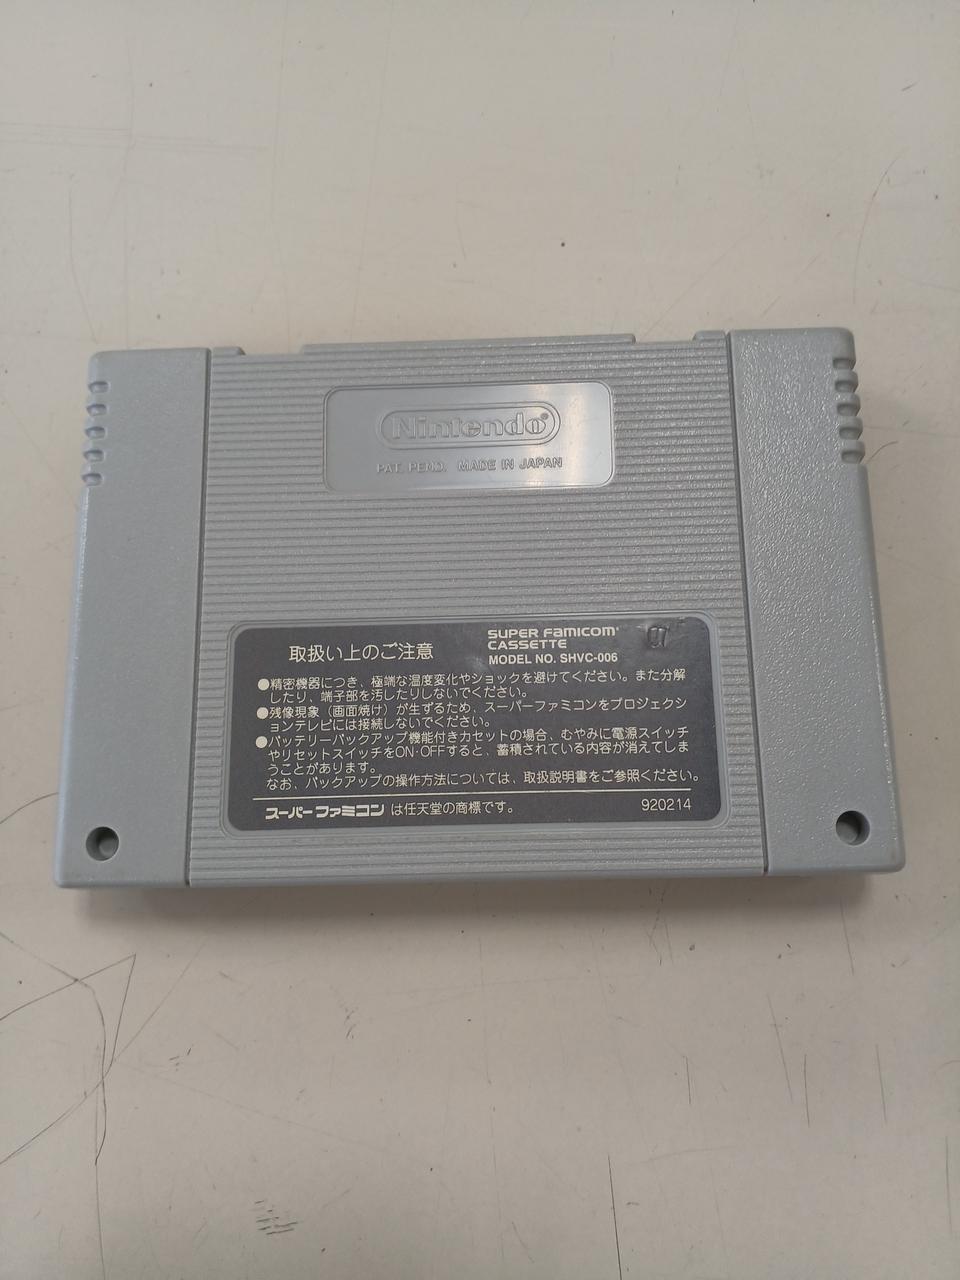 Nintendo®
PAT. PEND. MADE IN JAPAN
取扱い上のご注意
SUPER FAMICOM®
CASSETTE
MODEL NO. SHVC-006
07
●精密機器につき、極端な温度変化やショックを避けてください。また分解
したり、端子部を汚したりしないでください。
●残像現象（画面焼け）が生ずるため、スーパーファミコンをプロジェクシ
ョンテレビには接続しないでください。
●バッテリーバックアップ機能付きカセットの場合、むやみに電源スイッチ
やリセットスイッチをON·OFFすると、蓄積されている内容が消えてしま
うことがあります。
なお、バックアップの操作方法については、取扱説明書をご参照ください。
スーパーファミコンは任天堂の商標です。
920214